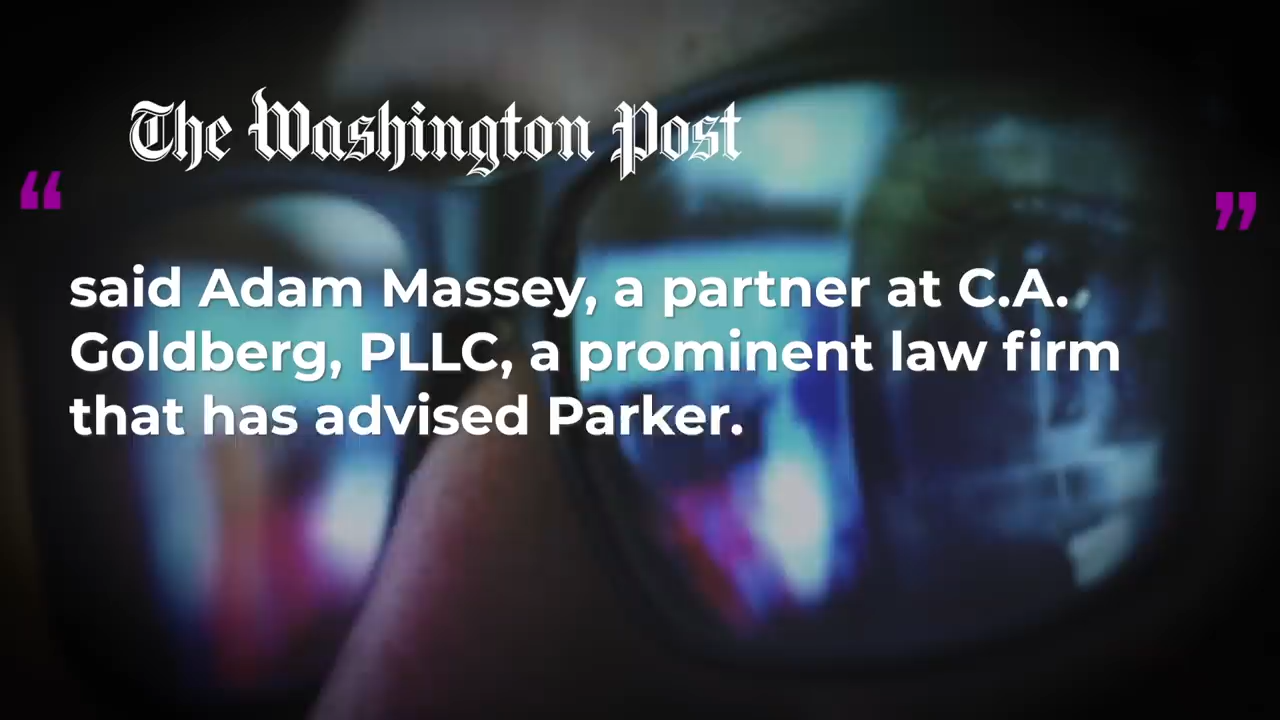 The Washington Post
“ ”
said Adam Massey, a partner at C.A.
Goldberg, PLLC, a prominent law firm
that has advised Parker.